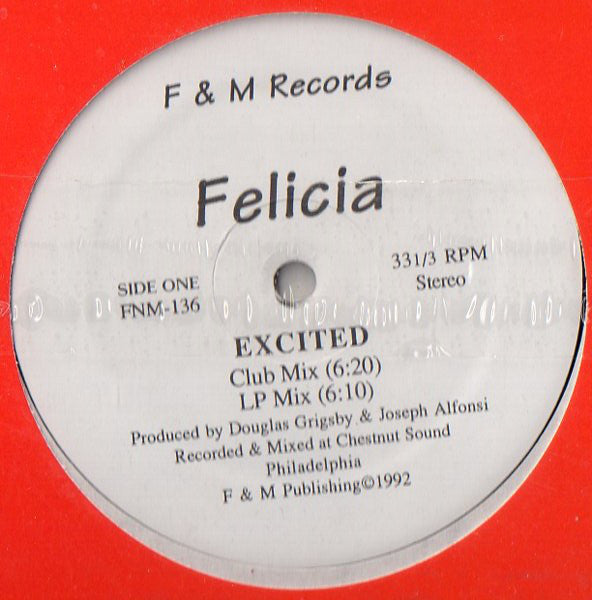 F & M Records
Felicia
SIDE ONE
FNM-136
331/3 RPM
Stereo
EXCITED
Club Mix (6:20)
LP Mix (6:10)
Produced by Douglas Grigsby & Joseph Alfonsi
Recorded & Mixed at Chestnut Sound
Philadelphia
F & M Publishing©1992